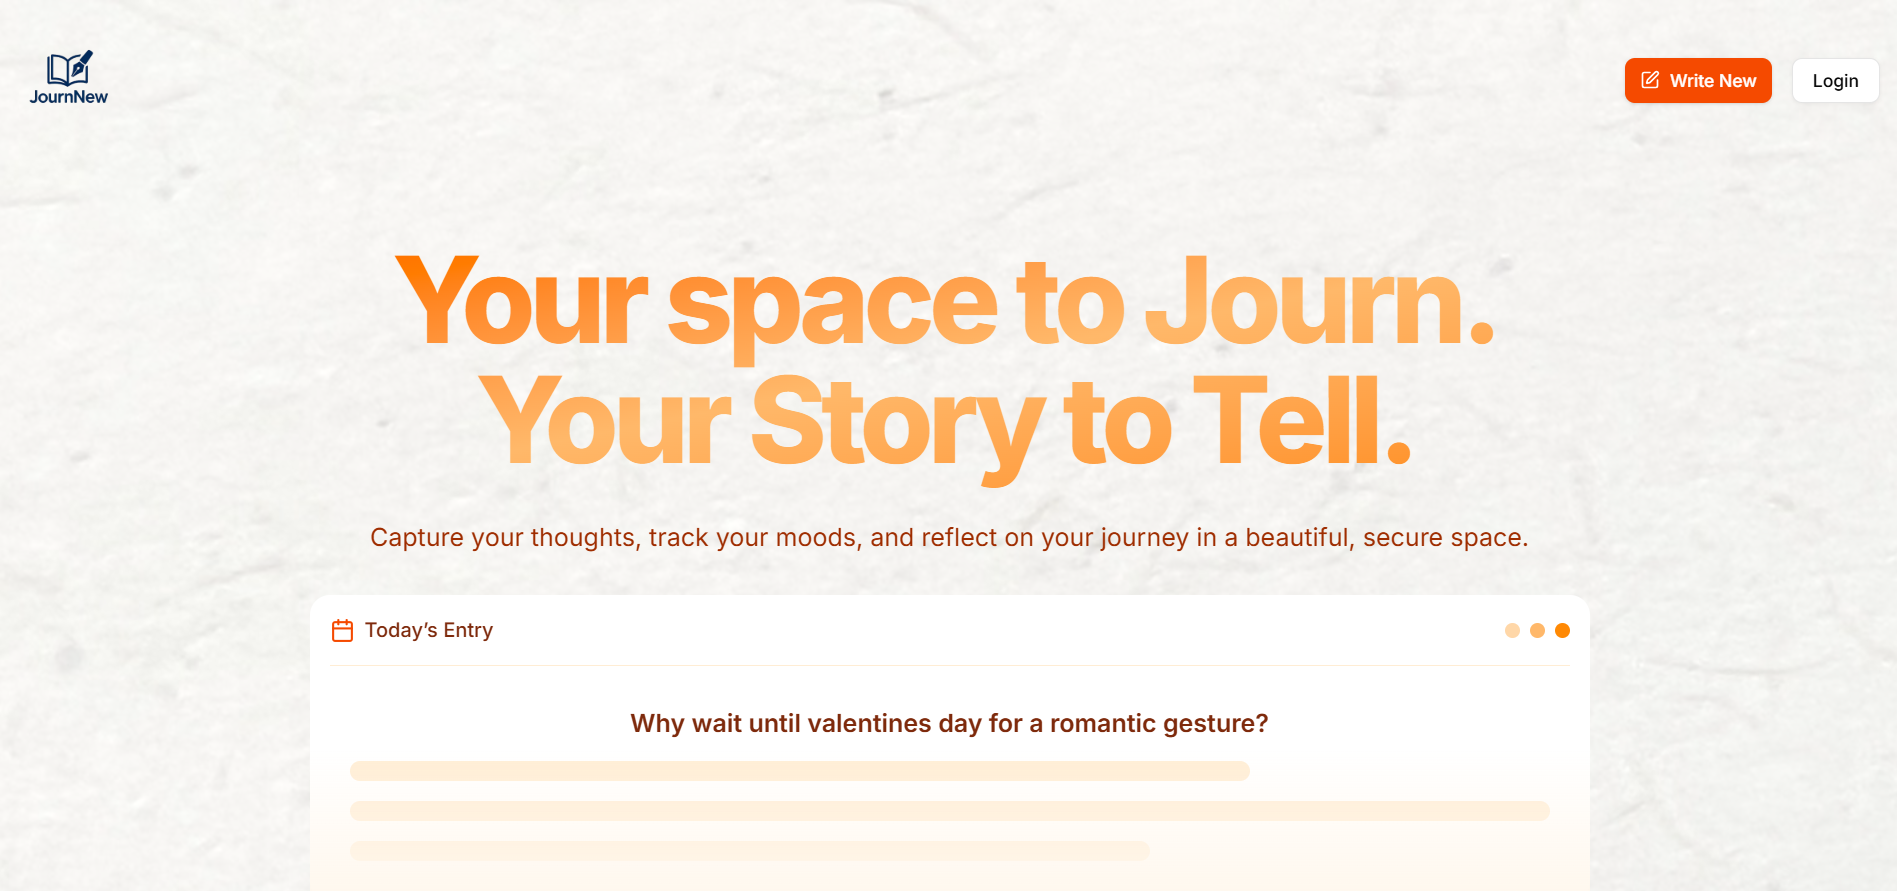 JournNew
Write New
Login
Your space to Journ.
Your Story to Tell.
Capture your thoughts, track your moods, and reflect on your journey in a beautiful, secure space.
Today’s Entry
Why wait until valentines day for a romantic gesture?